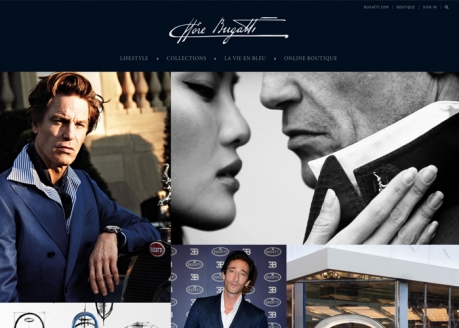 BUGATTI.COM | BOUTIQUE | SIGN IN
Ettore Bugatti
LIFESTYLE • COLLECTIONS • LA VIE EN BLEU • ONLINE BOUTIQUE